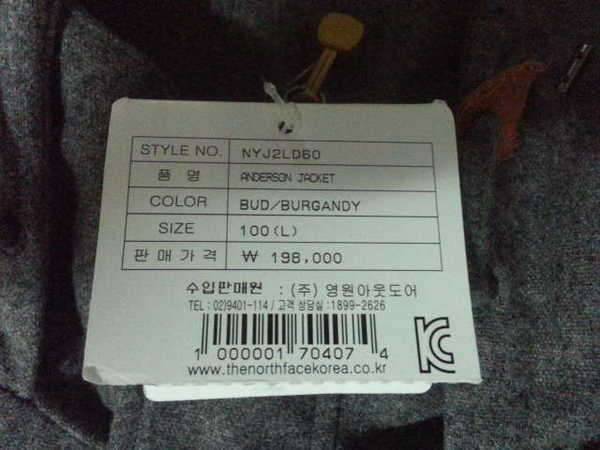 STYLE NO. NYJ2LD60
품 명 ANDERSON JACKET
COLOR BUD/BURGANDY
SIZE 100(L)
판매가격 ₩ 198,000
수입판매원 : (주) 영원아웃도어
TEL : 02)9401-114 / 고객 상담실 : 1899-2626
1 000001 70407 4
www.thenorthfacekorea.co.kr